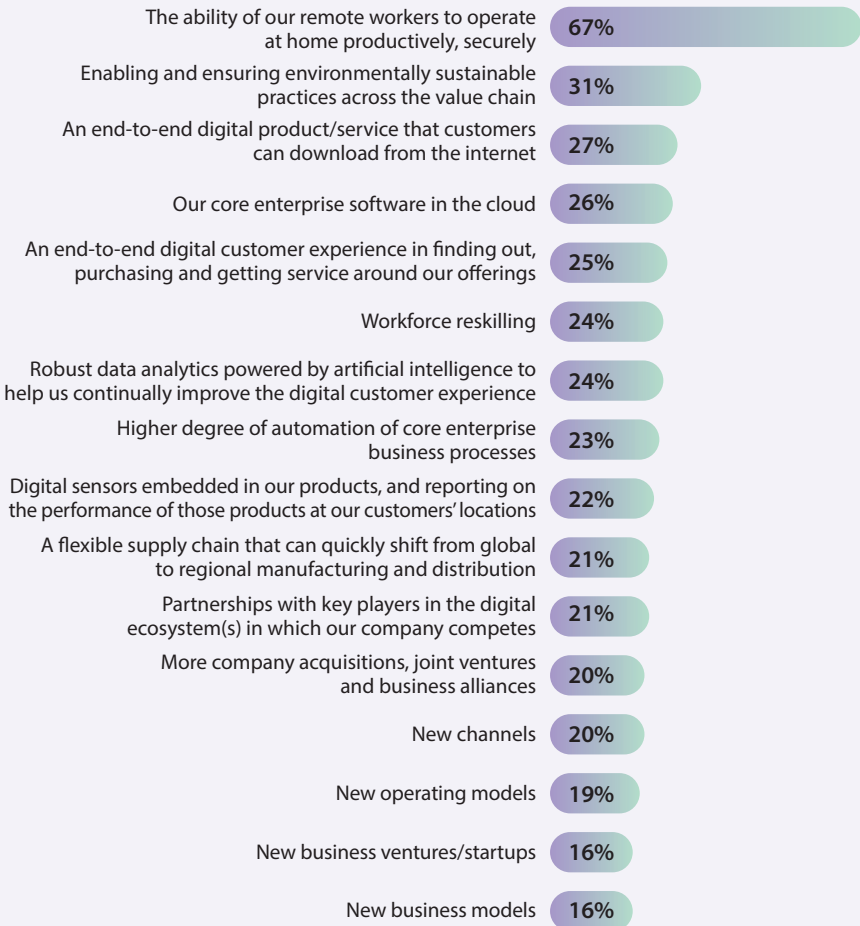 The ability of our remote workers to operate
at home productively, securely
67%
Enabling and ensuring environmentally sustainable
practices across the value chain
31%
An end-to-end digital product/service that customers
can download from the internet
27%
Our core enterprise software in the cloud
26%
An end-to-end digital customer experience in finding out,
purchasing and getting service around our offerings
25%
Workforce reskilling
24%
Robust data analytics powered by artificial intelligence to
help us continually improve the digital customer experience
24%
Higher degree of automation of core enterprise
business processes
23%
Digital sensors embedded in our products, and reporting on
the performance of those products at our customers' locations
22%
A flexible supply chain that can quickly shift from global
to regional manufacturing and distribution
21%
Partnerships with key players in the digital
ecosystem(s) in which our company competes
21%
More company acquisitions, joint ventures
and business alliances
20%
New channels
20%
New operating models
19%
New business ventures/startups
16%
New business models
16%